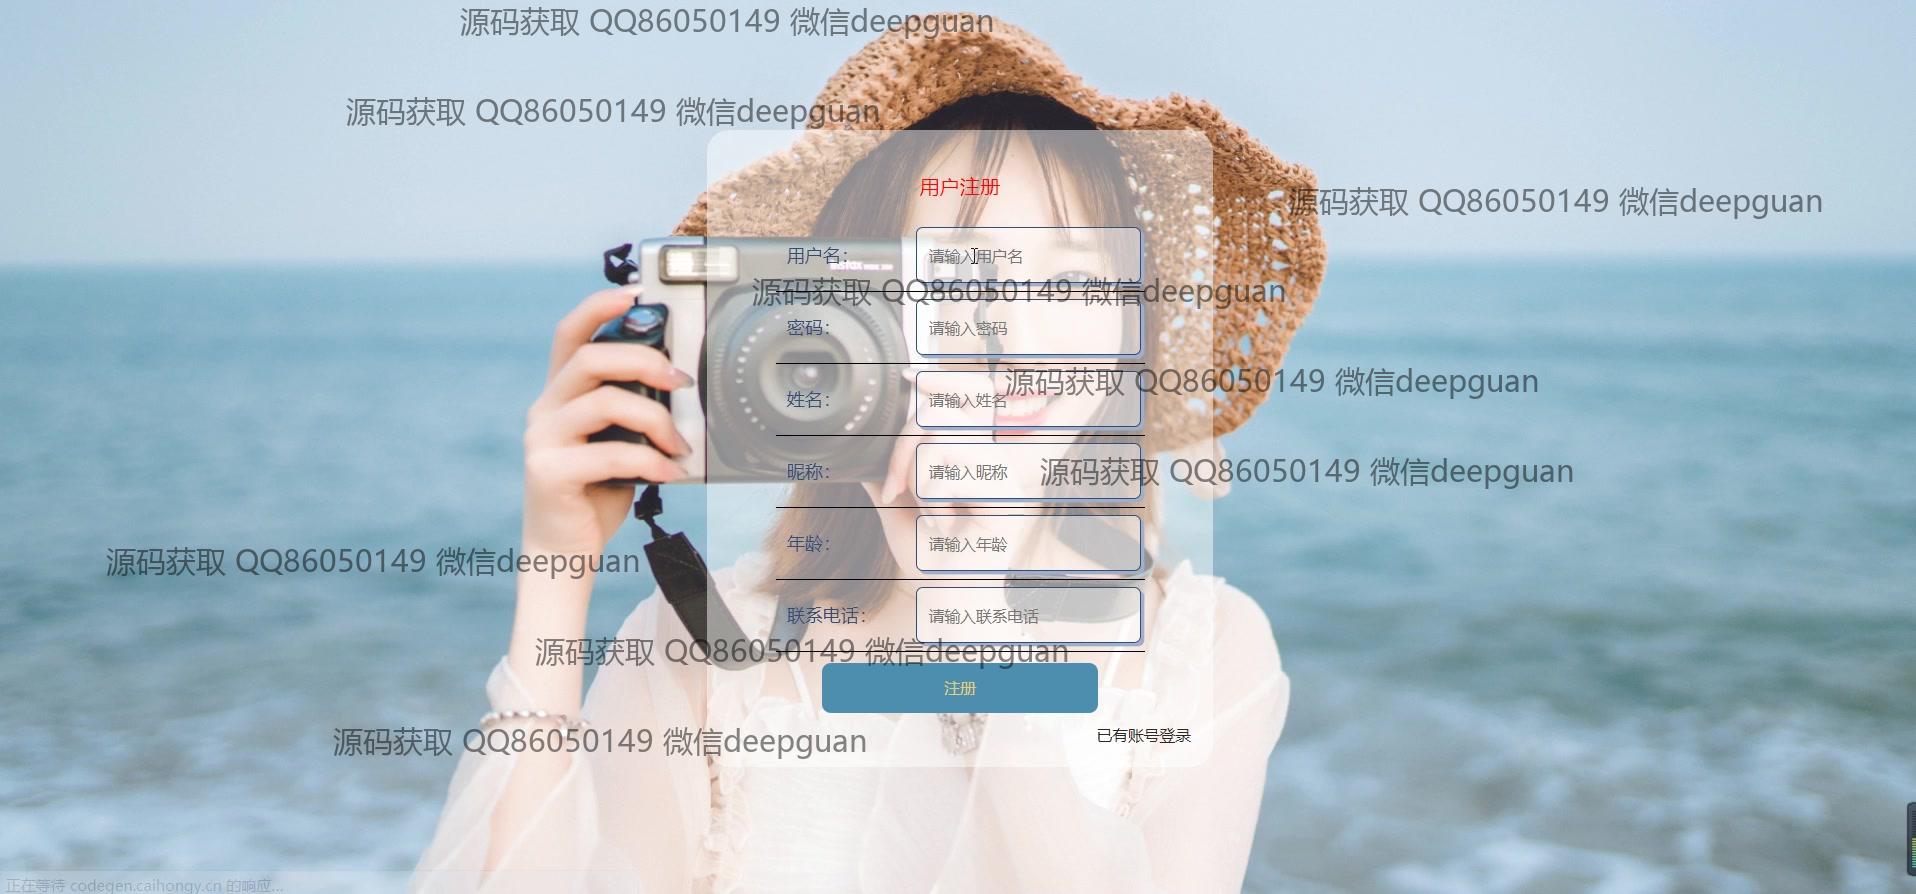 源码获取 QQ86050149 微信deepguan
源码获取 QQ86050149 微信deepguan
用户注册
源码获取 QQ86050149 微信deepguan
用户名： 请输入用户名
instax WIDE 300
源码获取 QQ86050149 微信deepguan
密码： 请输入密码
源码获取 QQ86050149 微信deepguan
姓名： 请输入姓名
昵称： 请输入昵称
源码获取 QQ86050149 微信deepguan
年龄： 请输入年龄
源码获取 QQ86050149 微信deepguan
联系电话： 请输入联系电话
源码获取 QQ86050149 微信deepguan
注册
已有账号登录
源码获取 QQ86050149 微信deepguan
正在等待 codegen.caihongy.cn 的响应...